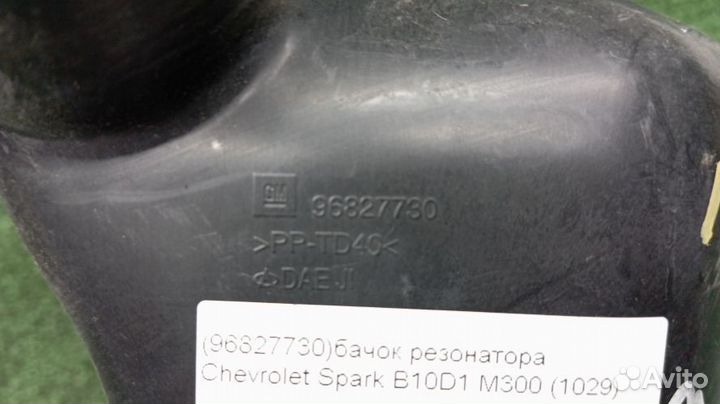 GM 96827730
>PP-TD40<
DAEJI
(96827730)бачок резонатора
Chevrolet Spark B10D1 M300 (1029)
Avito